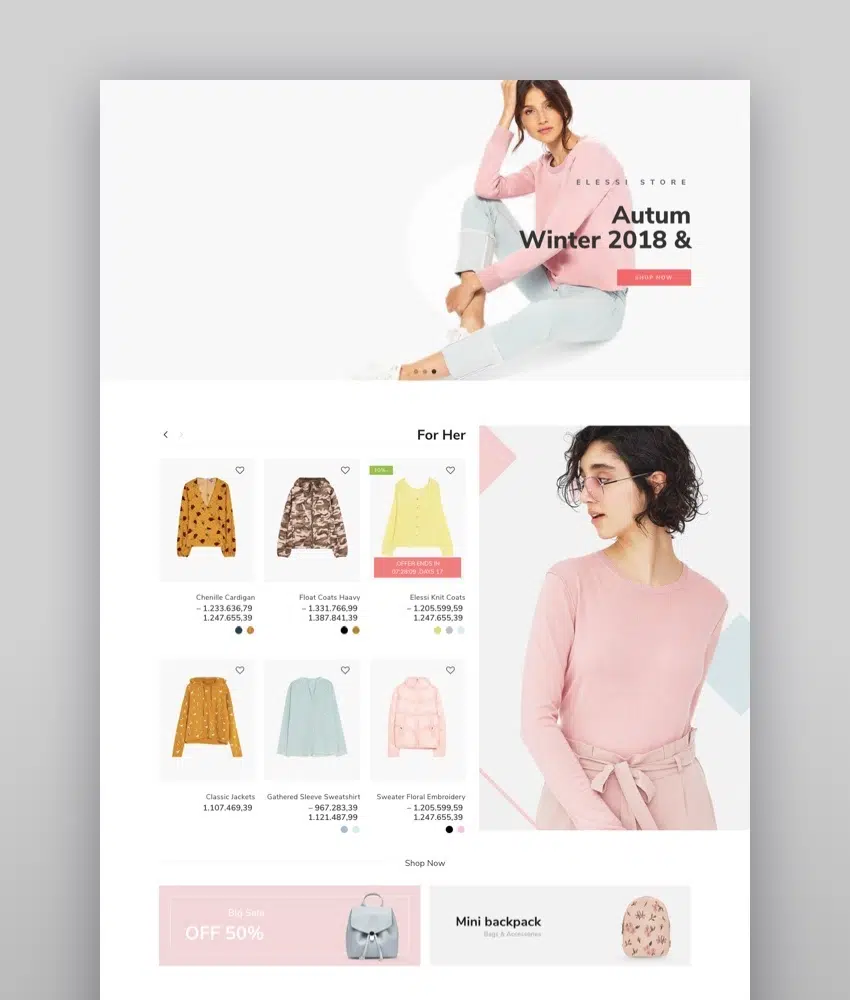 ELESSI STORE
Autum
Winter 2018 &
SHOP NOW
For Her
OFFER ENDS IN
Chenille Cardigan
– 1.233.636,79
1.247.655,39
Float Coats Haavy
– 1.331.766,99
1.387.841,39
Elessi Knit Coats
– 1.205.599,59
1.247.655,39
Classic Jackets
1.107.469,39
Gathered Sleeve Sweatshirt
– 967.283,39
1.121.487,99
Sweater Floral Embroidery
– 1.205.599,59
1.247.655,39
Shop Now
Big Sale
OFF 50%
Mini backpack
Bags & Accessories